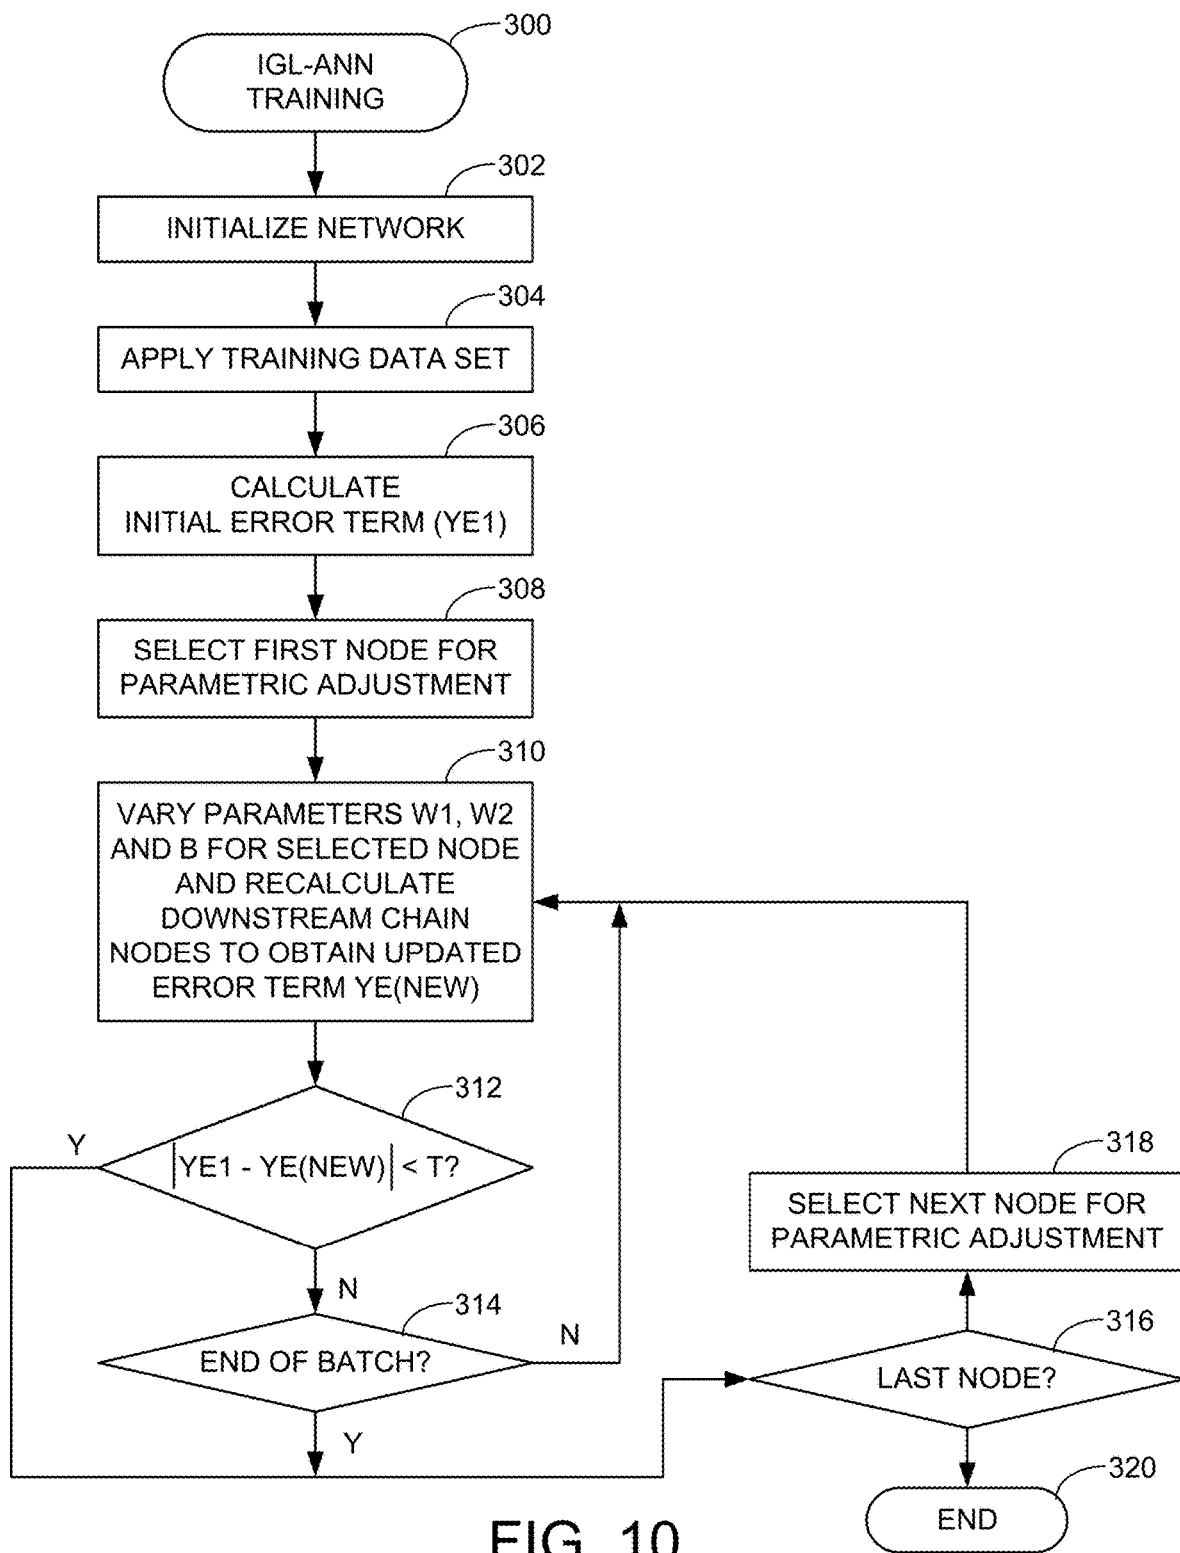 300
IGL-ANN
TRAINING
302
INITIALIZE NETWORK
304
APPLY TRAINING DATA SET
306
CALCULATE
INITIAL ERROR TERM (YE1)
308
SELECT FIRST NODE FOR
PARAMETRIC ADJUSTMENT
310
VARY PARAMETERS W1, W2
AND B FOR SELECTED NODE
AND RECALCULATE
DOWNSTREAM CHAIN
NODES TO OBTAIN UPDATED
ERROR TERM YE(NEW)
312
Y
|YE1 - YE(NEW)| < T?
N
314
END OF BATCH?
N
Y
318
SELECT NEXT NODE FOR
PARAMETRIC ADJUSTMENT
316
LAST NODE?
320
END
FIG. 10